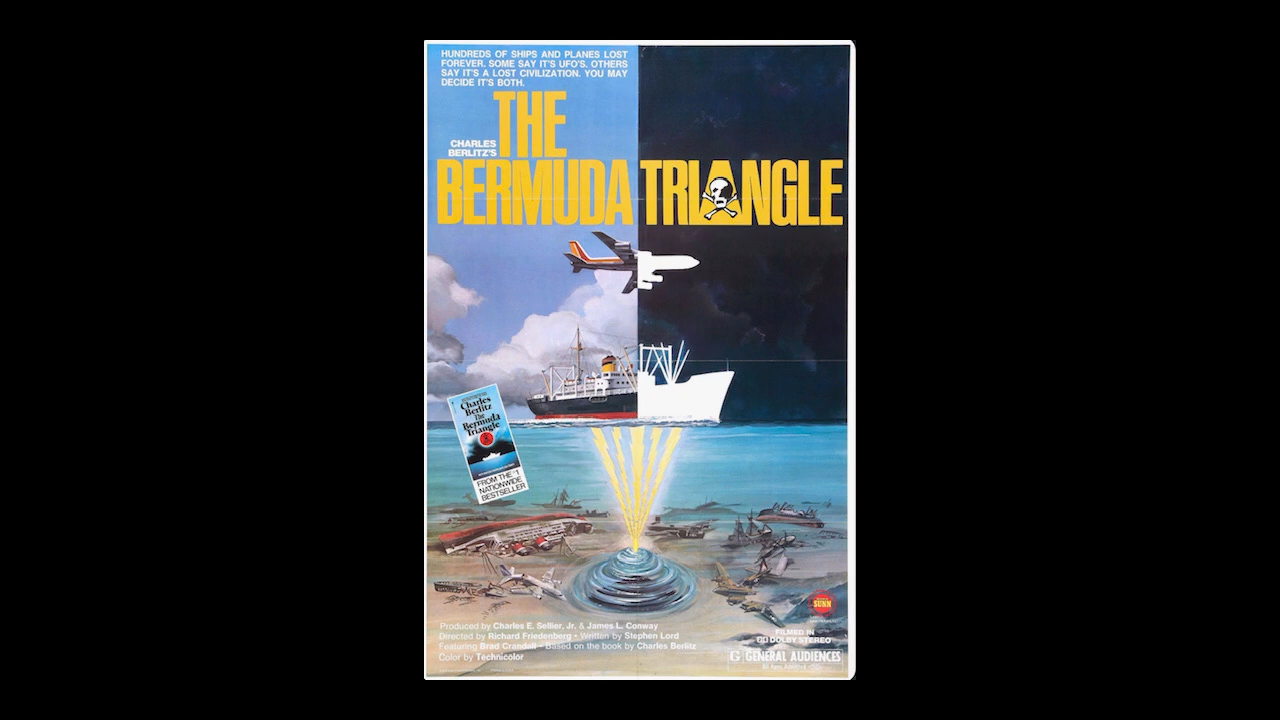 HUNDREDS OF SHIPS AND PLANES LOST
FOREVER. SOME SAY IT'S UFO'S. OTHERS
SAY IT'S A LOST CIVILIZATION. YOU MAY
DECIDE IT'S BOTH.
CHARLES
BERLITZ'S
THE
BERMUDA TRIANGLE
Charles
Berlitz
The
Bermuda
Triangle
FROM THE #1
NATIONWIDE
BESTSELLER
SUNN
Produced by Charles E. Sellier, Jr. & James L. Conway
Directed by Richard Friedenberg • Written by Stephen Lord
Featuring Brad Crandall • Based on the book by Charles Berlitz
Color by Technicolor
FILMED IN
DOLBY STEREO
G GENERAL AUDIENCES
All Ages Admitted